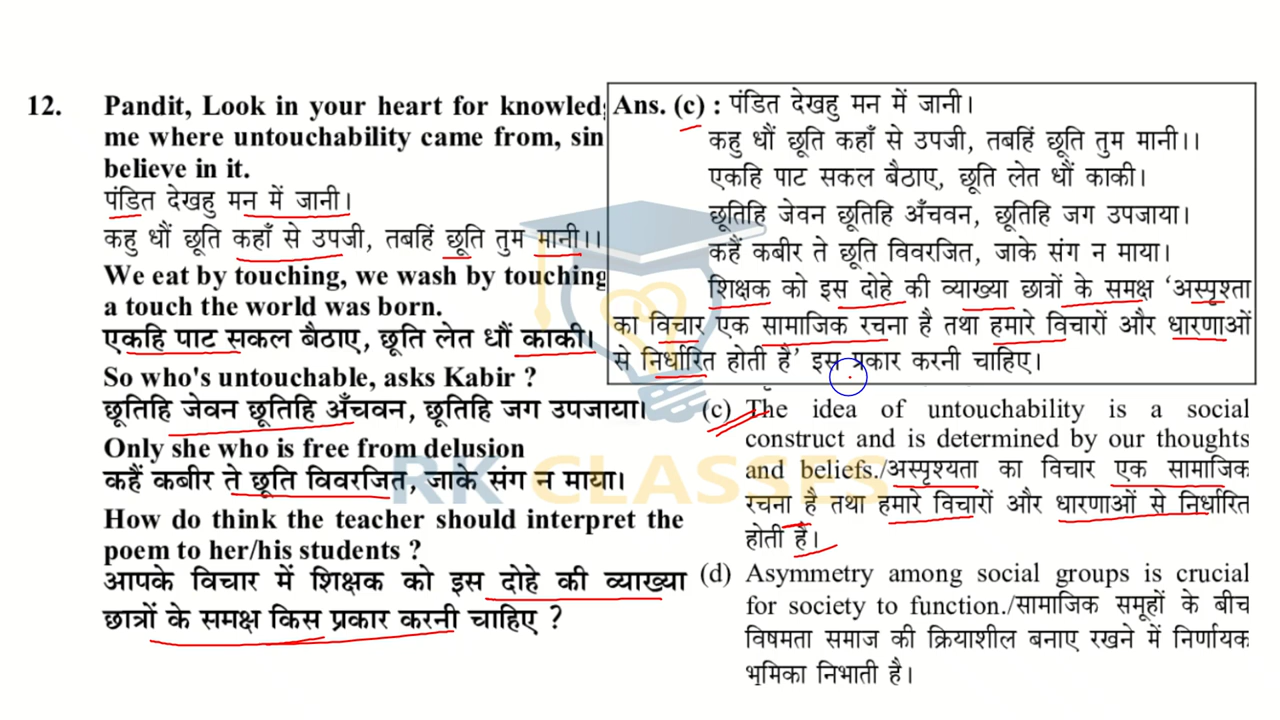 12. Pandit, Look in your heart for knowled
me where untouchability came from, sin
believe in it.
पंडित देखहु मन में जानी।
कहु धौं छूति कहाँ से उपजी, तबहिं छूति तुम मानी।।
We eat by touching, we wash by touching
a touch the world was born.
एकहि पाट सकल बैठाए, छूति लेत धौं काकी।
So who's untouchable, asks Kabir ?
छूतिहि जेवन छूतिहि अँचवन, छूतिहि जग उपजाया।
Only she who is free from delusion
कहैं कबीर ते छूति विवरजित, जाके संग न माया।
How do think the teacher should interpret the
poem to her/his students ?
आपके विचार में शिक्षक को इस दोहे की व्याख्या
छात्रों के समक्ष किस प्रकार करनी चाहिए ?
Ans. (c) : पंडित देखहु मन में जानी।
कहु धौं छूति कहाँ से उपजी, तबहिं छूति तुम मानी।।
एकहि पाट सकल बैठाए, छूति लेत धौं काकी।
छूतिहि जेवन छूतिहि अँचवन, छूतिहि जग उपजाया।
कहैं कबीर ते छूति विवरजित, जाके संग न माया।
शिक्षक को इस दोहे की व्याख्या छात्रों के समक्ष ‘अस्पृश्ता
का विचार एक सामाजिक रचना है तथा हमारे विचारों और धारणाओं
से निर्धारित होती है’ इस प्रकार करनी चाहिए।
(c) The idea of untouchability is a social
construct and is determined by our thoughts
and beliefs./अस्पृश्यता का विचार एक सामाजिक
रचना है तथा हमारे विचारों और धारणाओं से निर्धारित
होती है।
(d) Asymmetry among social groups is crucial
for society to function./सामाजिक समूहों के बीच
विषमता समाज की क्रियाशील बनाए रखने में निर्णायक
भूमिका निभाती है।
RK CLASSES